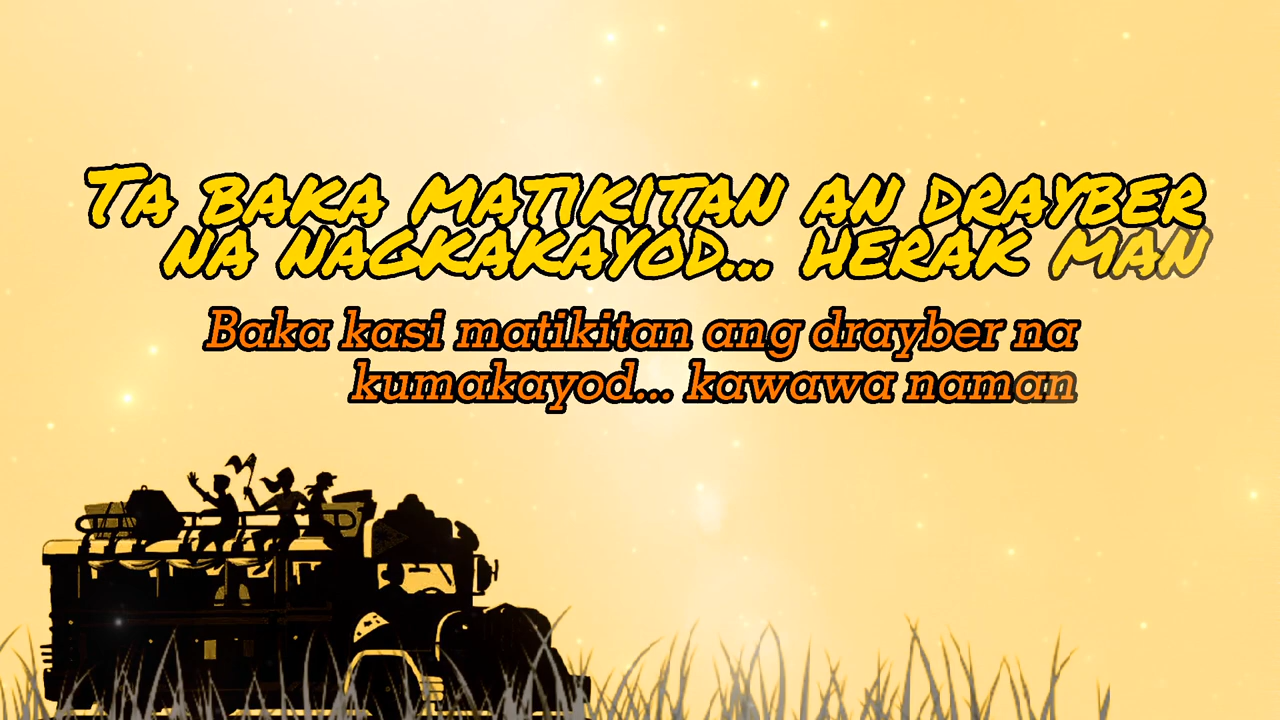 Ta baka matikitan an drayber
na nagkakayod... herak man
Baka kasi matikitan ang drayber na
kumakayod... kawawa naman